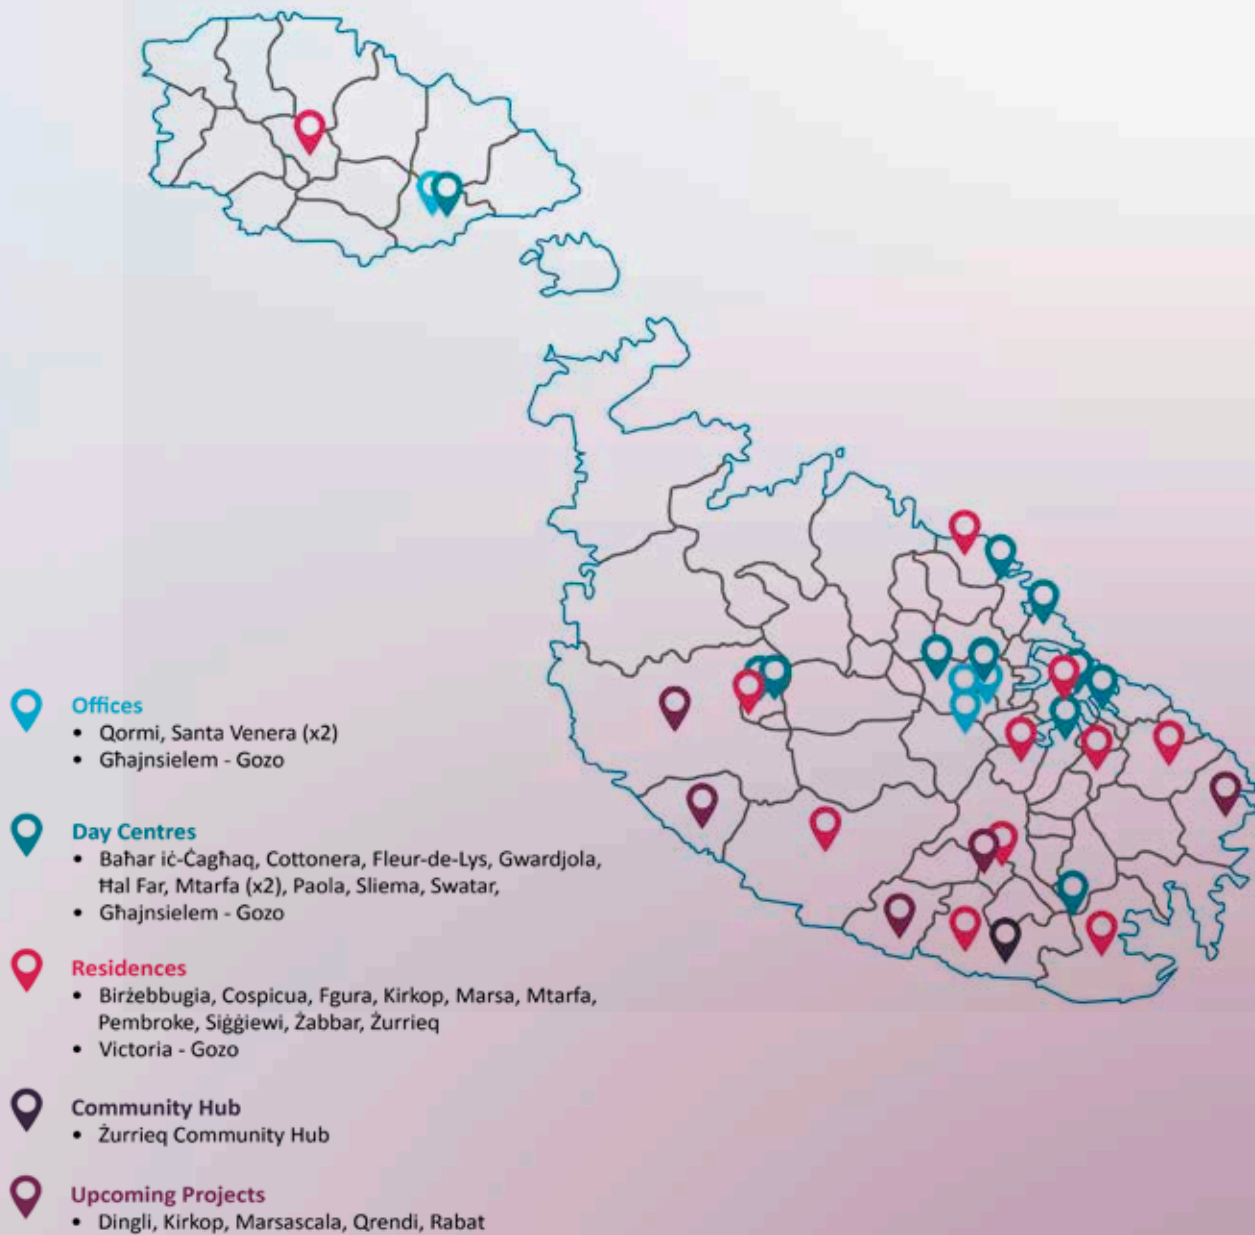 Offices
• Qormi, Santa Venera (x2)
• Għajnsielem - Gozo
Day Centres
• Baħar iċ-Ċagħaq, Cottonera, Fleur-de-Lys, Gwardjola,
Ħal Far, Mtarfa (x2), Paola, Sliema, Swatar,
• Għajnsielem - Gozo
Residences
• Birżebbugia, Cospicua, Fgura, Kirkop, Marsa, Mtarfa,
Pembroke, Siġġiewi, Żabbar, Żurrieq
• Victoria - Gozo
Community Hub
• Żurrieq Community Hub
Upcoming Projects
• Dingli, Kirkop, Marsascala, Qrendi, Rabat